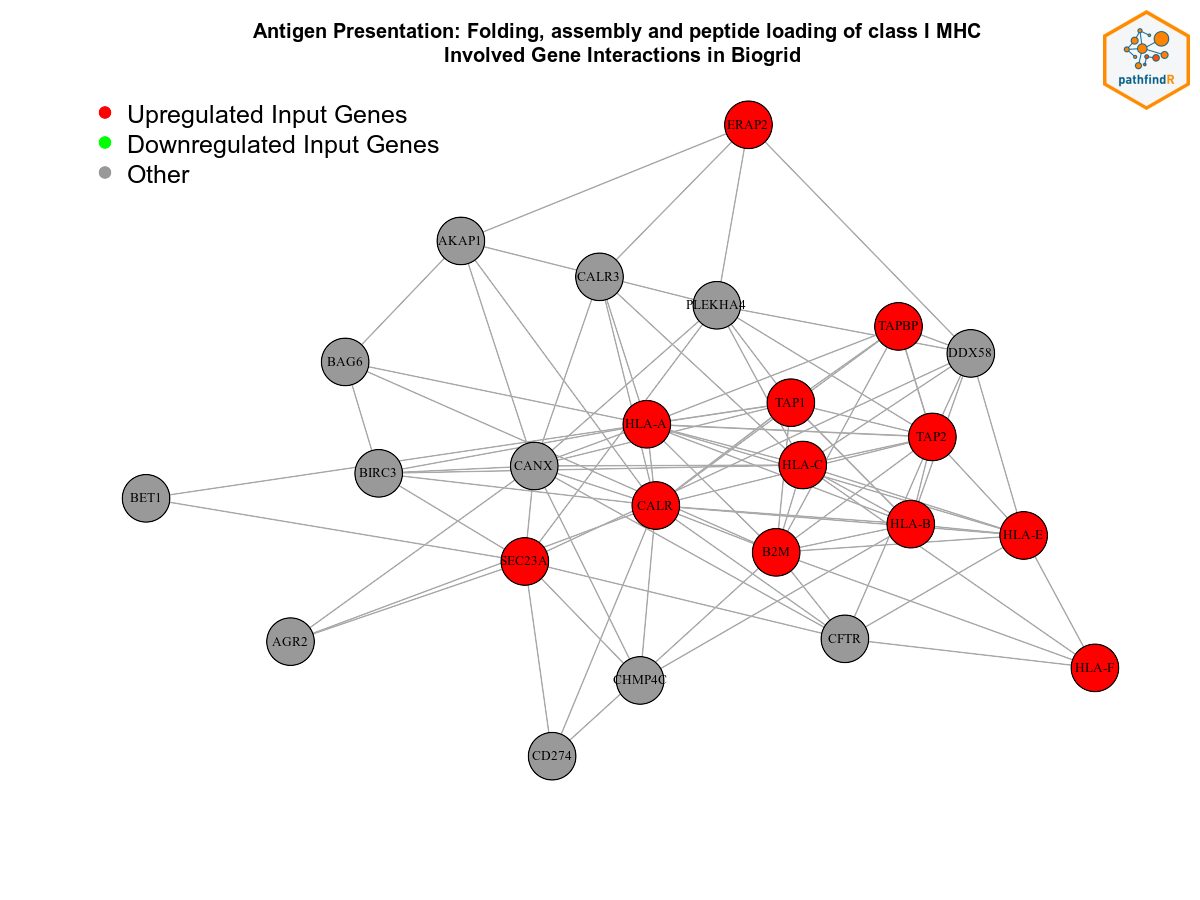 Antigen Presentation: Folding, assembly and peptide loading of class I MHC
Involved Gene Interactions in Biogrid
pathfindR
Upregulated Input Genes
Downregulated Input Genes
Other
ERAP2
AKAP1
CALR3
PLEKHA4
TAPBP
DDX58
BAG6
TAP1
HLA-A
TAP2
HLA-C
CANX
BIRC3
BET1
CALR
HLA-B
HLA-E
B2M
SEC23A
AGR2
CFTR
HLA-F
CHMP4C
CD274